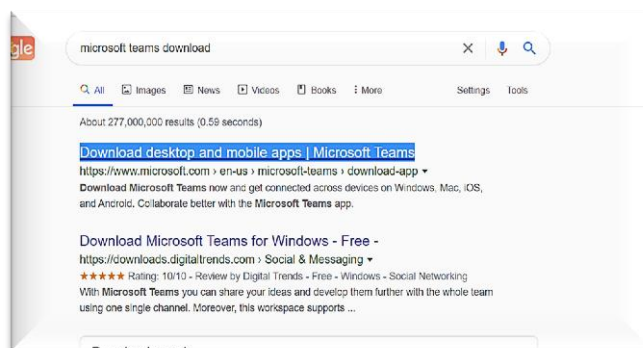 gle
microsoft teams download
All Images News Videos Books More Settings Tools
About 277,000,000 results (0.59 seconds)
Download desktop and mobile apps | Microsoft Teams
https://www.microsoft.com › en-us › microsoft-teams › download-app
Download Microsoft Teams now and get connected across devices on Windows, Mac, iOS,
and Android. Collaborate better with the Microsoft Teams app.
Download Microsoft Teams for Windows - Free -
https://downloads.digitaltrends.com › Social & Messaging
Rating: 10/10 - Review by Digital Trends - Free - Windows - Social Networking
With Microsoft Teams you can share your ideas and develop them further with the whole team
using one single channel. Moreover, this workspace supports ...